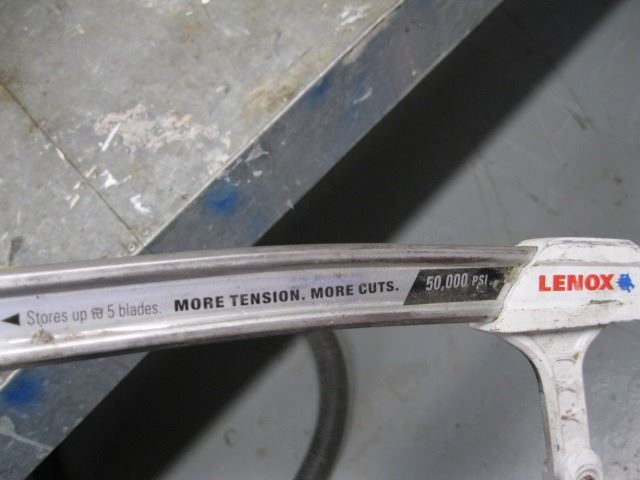 ◄ Stores up to 5 blades. MORE TENSION. MORE CUTS. 50,000 PSI LENOX